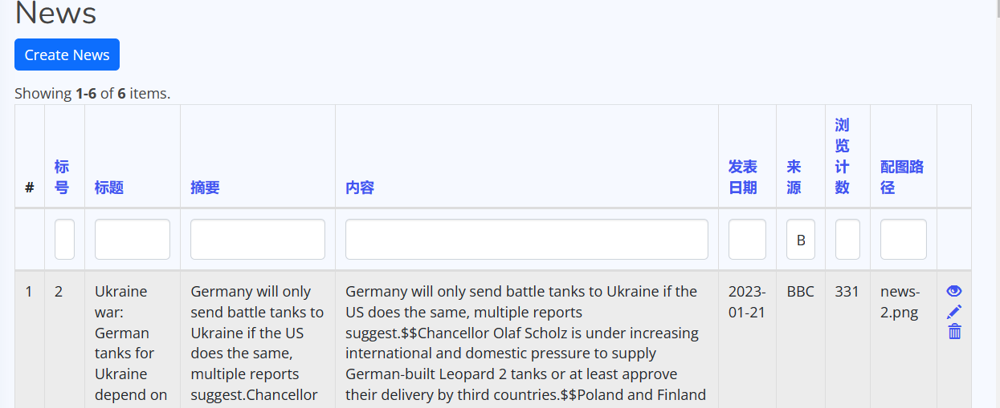 News
Create News
Showing 1-6 of 6 items.
#
标
号
标题
摘要
内容
发表
日期
来
源
浏
览
计
数
配图路
径
B
1
2
Ukraine
war:
German
tanks for
Ukraine
depend on
Germany will only
send battle tanks to
Ukraine if the US
does the same,
multiple reports
suggest.Chancellor
Germany will only send battle tanks to Ukraine if the
US does the same, multiple reports
suggest.$$Chancellor Olaf Scholz is under increasing
international and domestic pressure to supply
German-built Leopard 2 tanks or at least approve
their delivery by third countries.$$Poland and Finland
2023-
01-21
BBC
331
news-
2.png